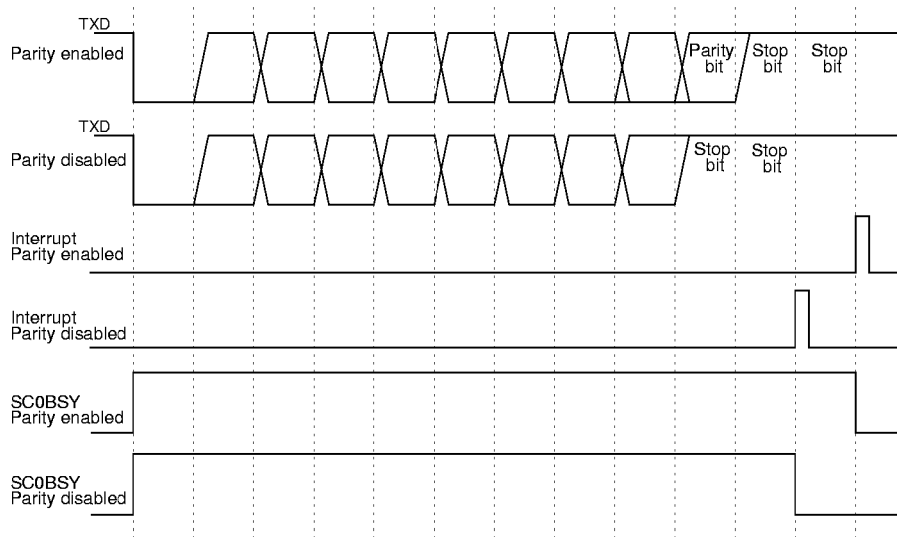 TXD
Parity enabled
Parity
bit
Stop
bit
Stop
bit
TXD
Parity disabled
Stop
bit
Stop
bit
Interrupt
Parity enabled
Interrupt
Parity disabled
SC0BSY
Parity enabled
SC0BSY
Parity disabled